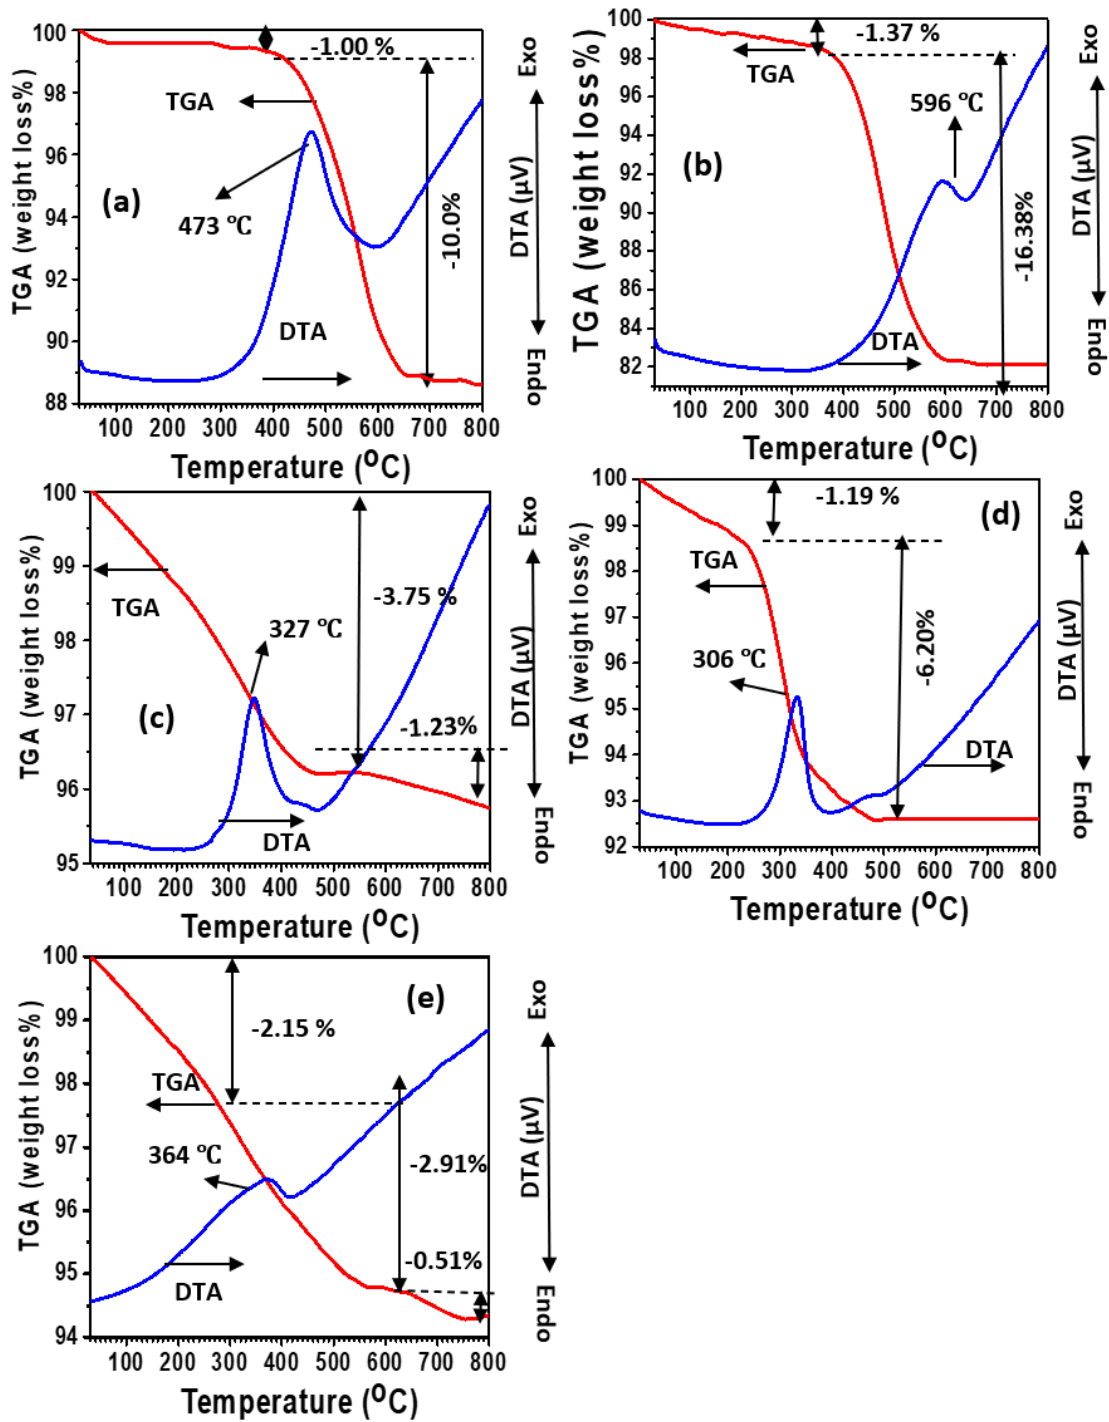 100
98
96
94
92
90
88
TGA (weight loss%)
-1.00 %
TGA
(a)
473 °C
-10.0%
DTA
100 200 300 400 500 600 700 800
Temperature (°C)
Exo
DTA (µV)
Endo
100
98
96
94
92
90
88
86
84
82
TGA (weight loss%)
-1.37 %
TGA
596 °C
(b)
-16.38%
DTA
100 200 300 400 500 600 700 800
Temperature (°C)
Exo
DTA (µV)
Endo
100
99
98
97
96
95
TGA (weight loss%)
TGA
-3.75 %
327 °C
(c)
-1.23%
DTA
100 200 300 400 500 600 700 800
Temperature (°C)
Exo
DTA (µV)
Endo
100
99
98
97
96
95
94
93
92
TGA (weight loss%)
-1.19 %
(d)
TGA
306 °C
-6.20%
DTA
100 200 300 400 500 600 700 800
Temperature (°C)
Exo
DTA (µV)
Endo
100
99
98
97
96
95
94
TGA (weight loss%)
(e)
-2.15 %
TGA
364 °C
-2.91%
-0.51%
DTA
100 200 300 400 500 600 700 800
Temperature (°C)
Exo
DTA (µV)
Endo